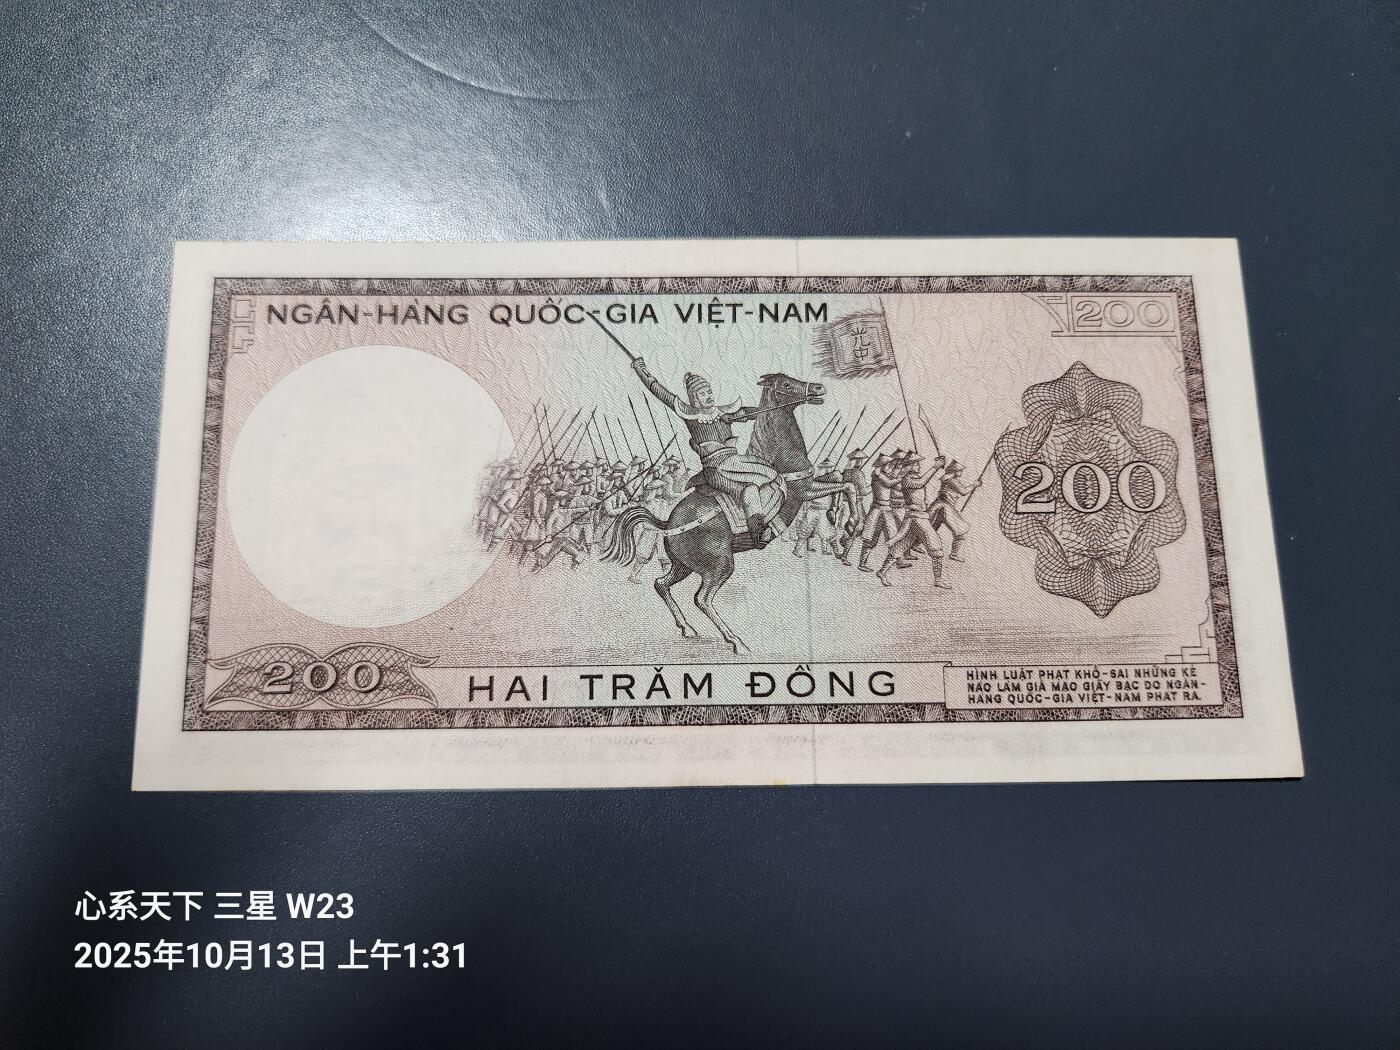 NGÂN-HÀNG QUỐC-GIA VIỆT-NAM
200
光中
200
200
HAI TRĂM ĐỒNG
HÌNH LUẬT PHẠT KHỔ-SAI NHỮNG KẺ
NÀO LÀM GIẢ MẠO GIẤY BẠC DO NGÂN-
HÀNG QUỐC-GIA VIỆT-NAM PHÁT RA.
心系天下 三星 W23
2025年10月13日 上午1:31